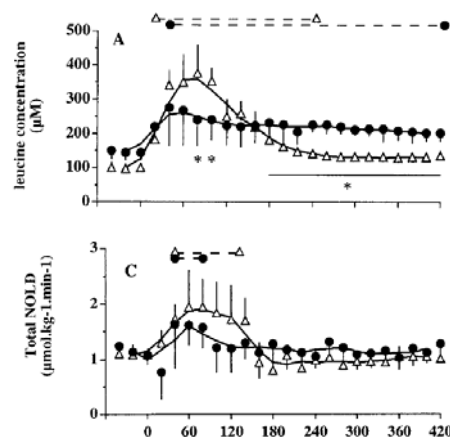 A
500
400
300
200
100
0
leucine concentration
(µM)
* *
*
C
3
2
1
0
Total NOLD
(µmol.kg-1.min-1)
0 60 120 180 240 300 360 420